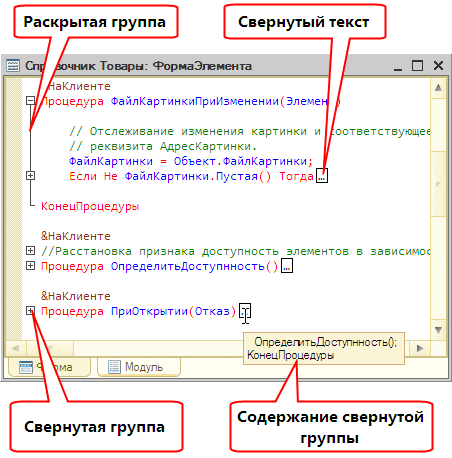 Раскрытая группа
Свернутый текст
Справочник Товары: ФормаЭлемента
&НаКлиенте
Процедура ФайлКартинкиПриИзменении(Элемент)
// Отслеживание изменения картинки и соответствующее
// реквизита АдресКартинки.
ФайлКартинки = Объект.ФайлКартинки;
Если Не ФайлКартинки.Пустая() Тогда...
КонецПроцедуры
&НаКлиенте
//Расстановка признака доступность элементов в зависимос
Процедура ОпределитьДоступнность()...
&НаКлиенте
Процедура ПриОткрытии(Отказ)...
ОпределитьДоступнность();
КонецПроцедуры
Форма
Модуль
Свернутая группа
Содержание свернутой
группы